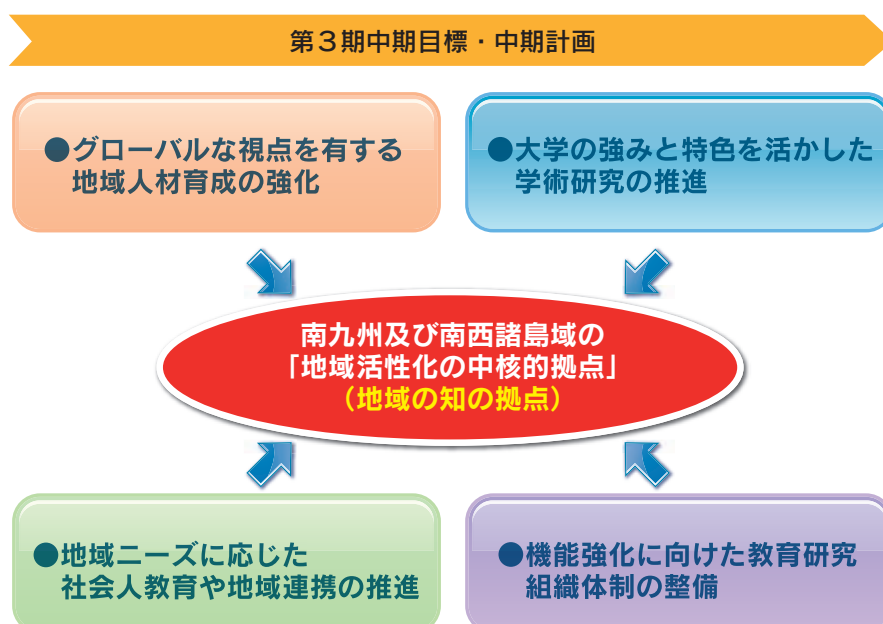 第3期中期目標・中期計画
●グローバルな視点を有する
地域人材育成の強化
●大学の強みと特色を活かした
学術研究の推進
南九州及び南西諸島域の
「地域活性化の中核的拠点」
（地域の知の拠点）
●地域ニーズに応じた
社会人教育や地域連携の推進
●機能強化に向けた教育研究
組織体制の整備